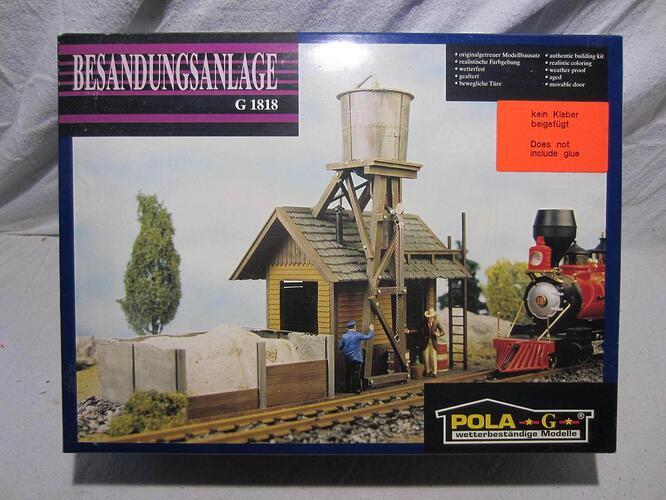 BESANDUNGSANLAGE
G 1818
• originalgetreuer Modellbausatz
• realistische Farbgebung
• wetterfest
• gealtert
• bewegliche Türe
• authentic building kit
• realistic coloring
• weather proof
• aged
• movable door
kein Kleber
beigefügt
Does not
include glue
POLA ★ G ★ ®
wetterbeständige Modelle